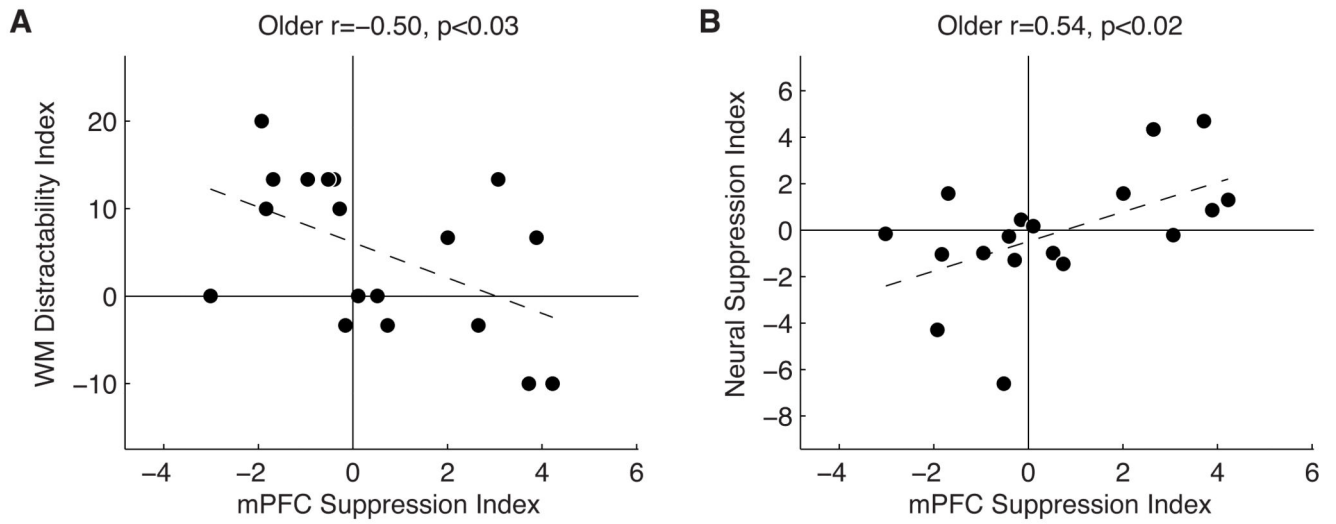 A
Older r=−0.50, p<0.03
WM Distractability Index
20
10
0
−10
−4 −2 0 2 4 6
mPFC Suppression Index
B
Older r=0.54, p<0.02
Neural Suppression Index
6
4
2
0
−2
−4
−6
−8
−4 −2 0 2 4 6
mPFC Suppression Index